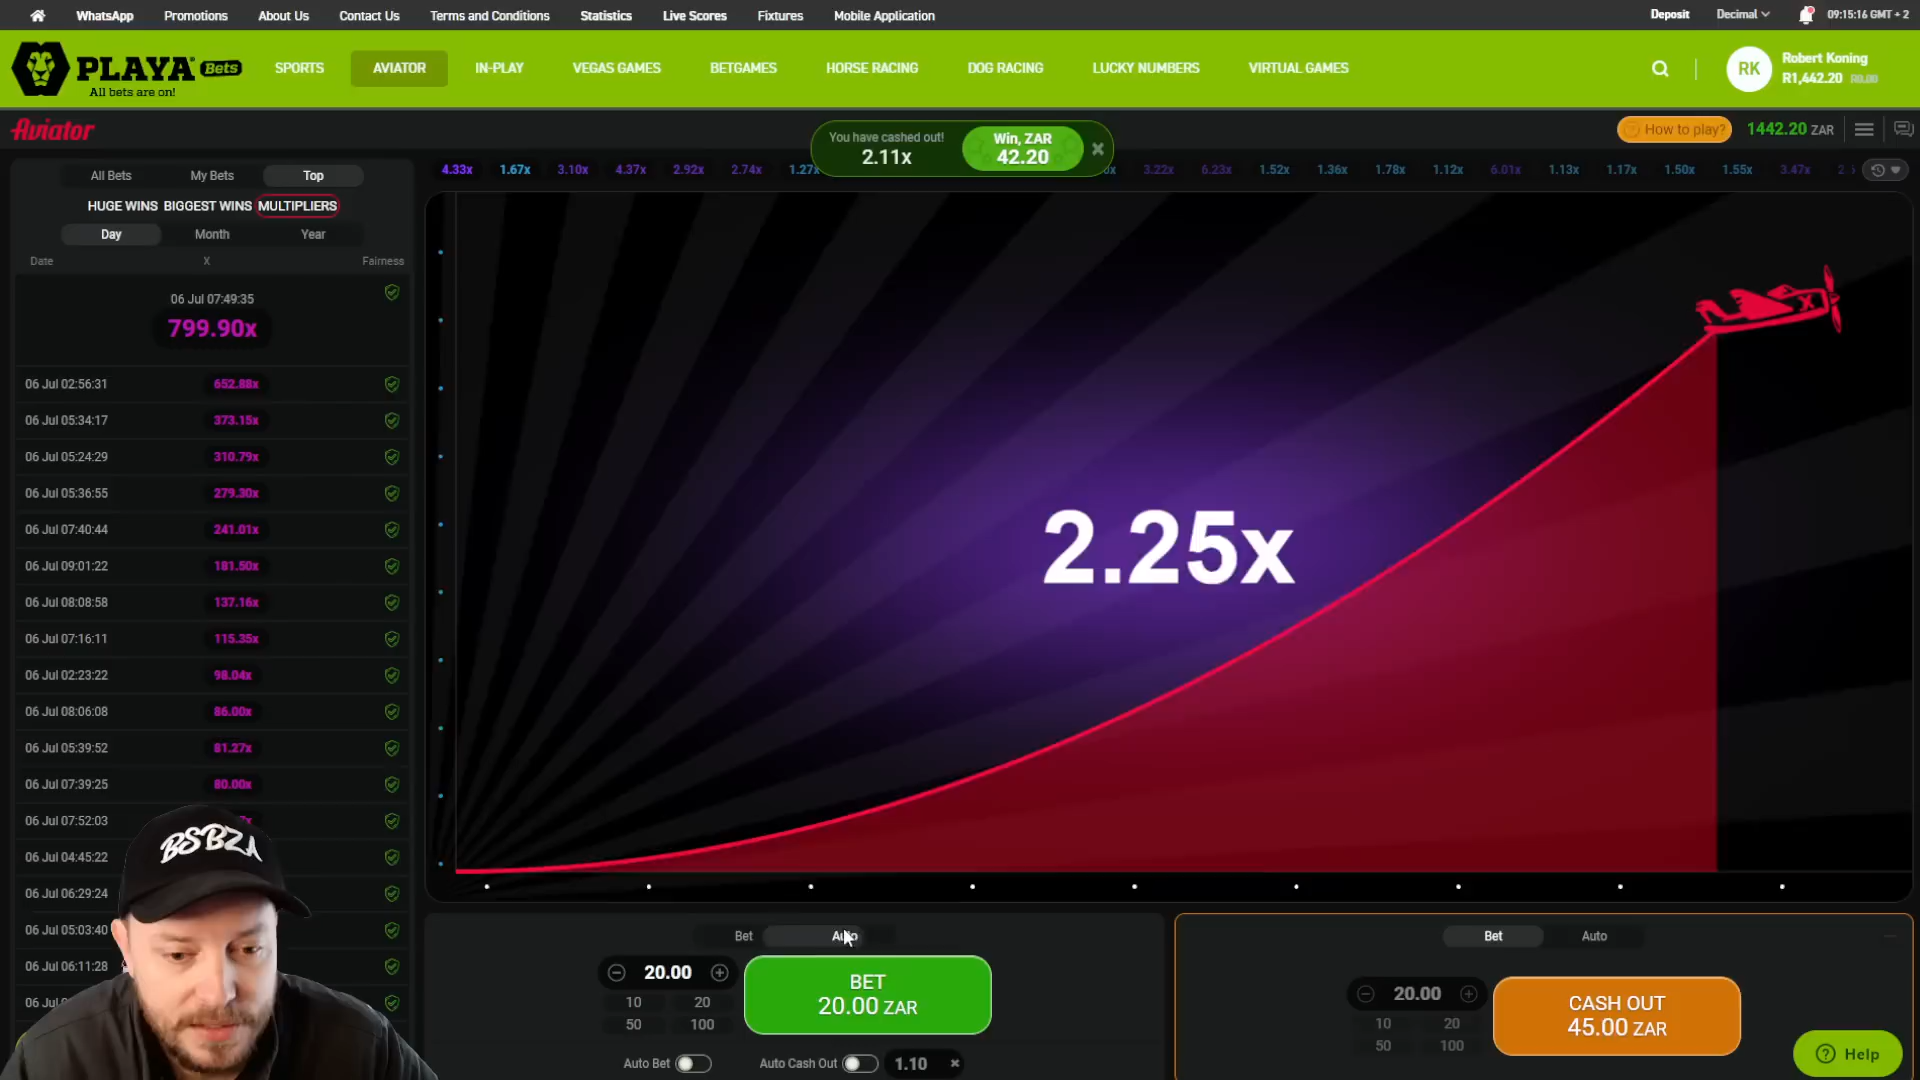 WhatsApp Promotions About Us Contact Us Terms and Conditions Statistics Live Scores Fixtures Mobile Application Deposit Decimal 09:15:16 GMT + 2
PLAYA Bets
All bets are on!
SPORTS AVIATOR IN-PLAY VEGAS GAMES BETGAMES HORSE RACING DOG RACING LUCKY NUMBERS VIRTUAL GAMES
RK
Robert Koning
R1,442.20 R0.00
Aviator
You have cashed out!
2.11x
Win, ZAR
42.20
How to play? 1442.20 ZAR
4.33x 1.67x 3.10x 4.37x 2.92x 2.74x 1.27x 3.22x 6.23x 1.52x 1.36x 1.78x 1.12x 6.01x 1.13x 1.17x 1.50x 1.55x 3.47x
All Bets My Bets Top
HUGE WINS BIGGEST WINS MULTIPLIERS
Day Month Year
Date X Fairness
06 Jul 07:49:35
799.90x
06 Jul 02:56:31 652.88x
06 Jul 05:34:17 373.15x
06 Jul 05:24:29 310.79x
06 Jul 05:36:55 279.30x
06 Jul 07:40:44 241.01x
06 Jul 09:01:22 181.50x
06 Jul 08:08:58 137.16x
06 Jul 07:16:11 115.35x
06 Jul 02:23:22 98.04x
06 Jul 08:06:08 86.00x
06 Jul 05:39:52 81.27x
06 Jul 07:39:25 80.00x
06 Jul 07:52:03
06 Jul 04:45:22
06 Jul 06:29:24
06 Jul 05:03:40
06 Jul 06:11:28
06 Jul
BSBZA
2.25x
X
Bet Auto
20.00
10 20
50 100
BET
20.00 ZAR
Auto Bet Auto Cash Out 1.10
Bet Auto
20.00
10 20
50 100
CASH OUT
45.00 ZAR
Help